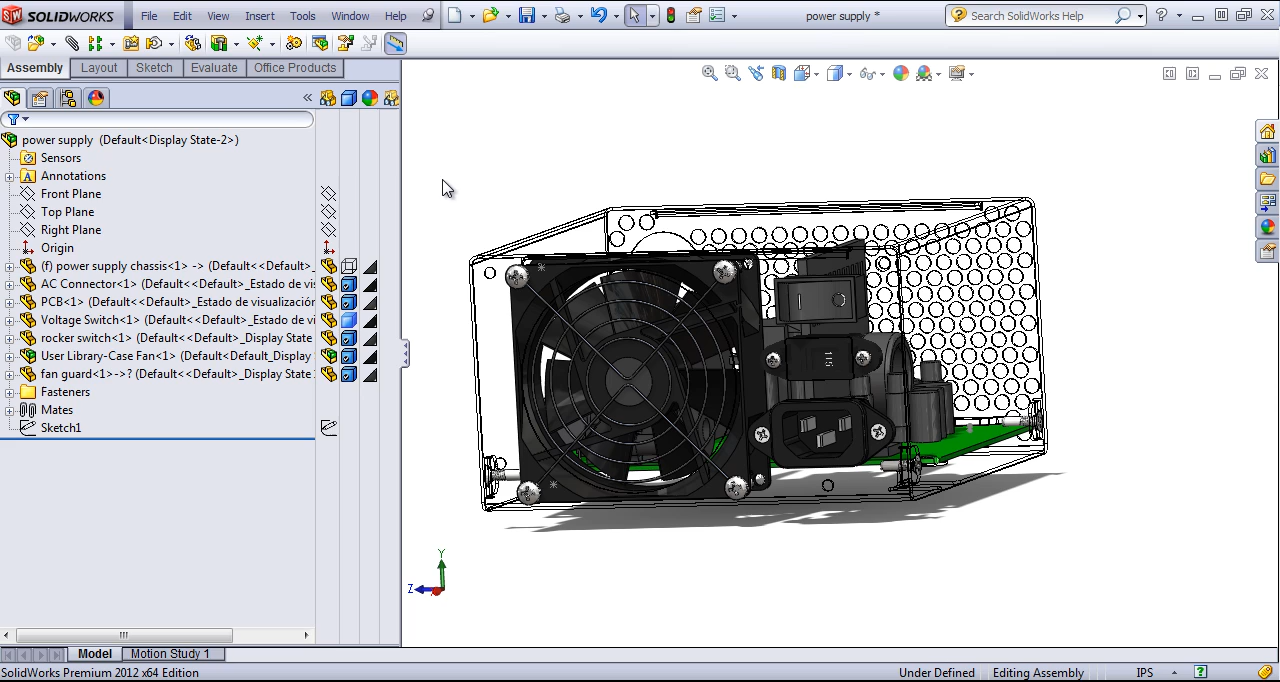 SW SOLIDWORKS File Edit View Insert Tools Window Help power supply * Search SolidWorks Help
Assembly Layout Sketch Evaluate Office Products
power supply (Default<Display State-2>)
Sensors
A Annotations
Front Plane
Top Plane
Right Plane
Origin
(f) power supply chassis<1> -> (Default<<Default>_
AC Connector<1> (Default<<Default>_Estado de vi
PCB<1> (Default<<Default>_Estado de visualización
Voltage Switch<1> (Default<<Default>_Estado de v
rocker switch<1> (Default<<Default>_Display State
User Library-Case Fan<1> (Default<Default_Display
fan guard<1>->? (Default<<Default>_Display State
Fasteners
Mates
Sketch1
115
Y
Z
Model Motion Study 1
SolidWorks Premium 2012 x64 Edition Under Defined Editing Assembly IPS